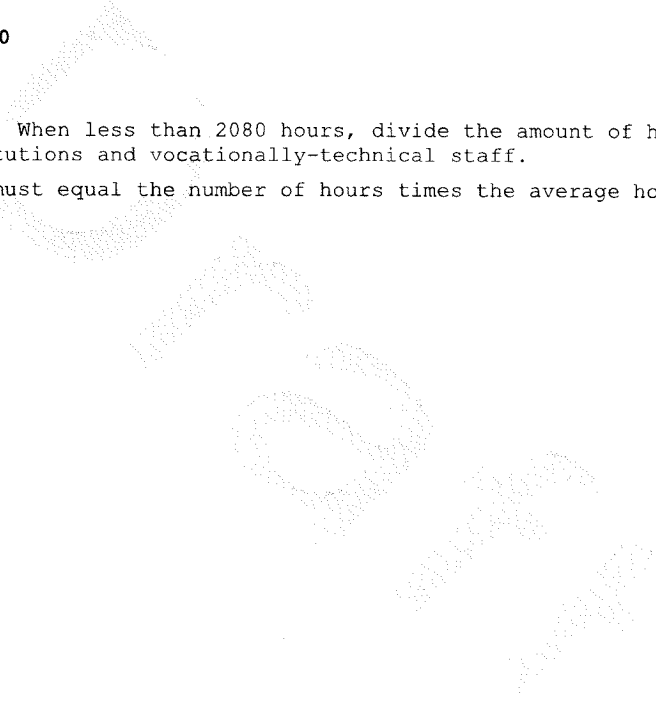 0
When less than 2080 hours, divide the amount of h
tutions and vocationally-technical staff.
must equal the number of hours times the average ho
Draft